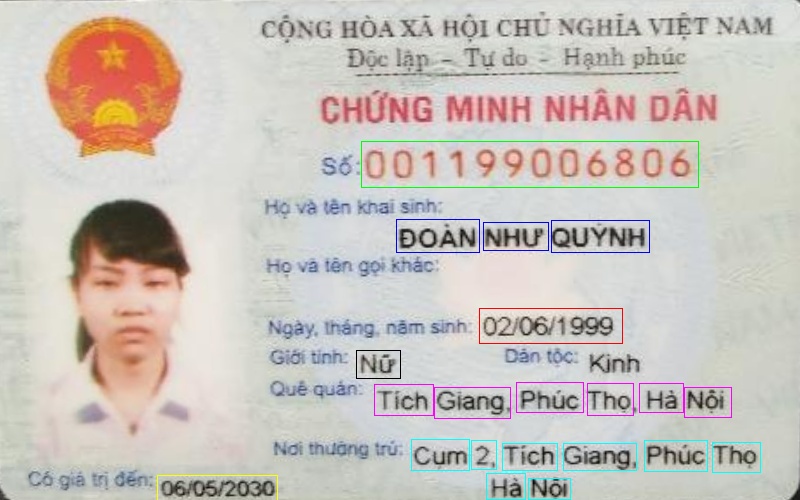 CỘNG HÒA XÃ HỘI CHỦ NGHĨA VIỆT NAM
Độc lập – Tự do – Hạnh phúc
CHỨNG MINH NHÂN DÂN
Số: 001199006806
Họ và tên khai sinh:
ĐOÀN NHƯ QUỲNH
Họ và tên gọi khác:
Ngày, tháng, năm sinh: 02/06/1999
Giới tính: Nữ Dân tộc: Kinh
Quê quán: Tích Giang, Phúc Thọ, Hà Nội
Nơi thường trú: Cụm 2, Tích Giang, Phúc Thọ
Hà Nội
Có giá trị đến: 06/05/2030